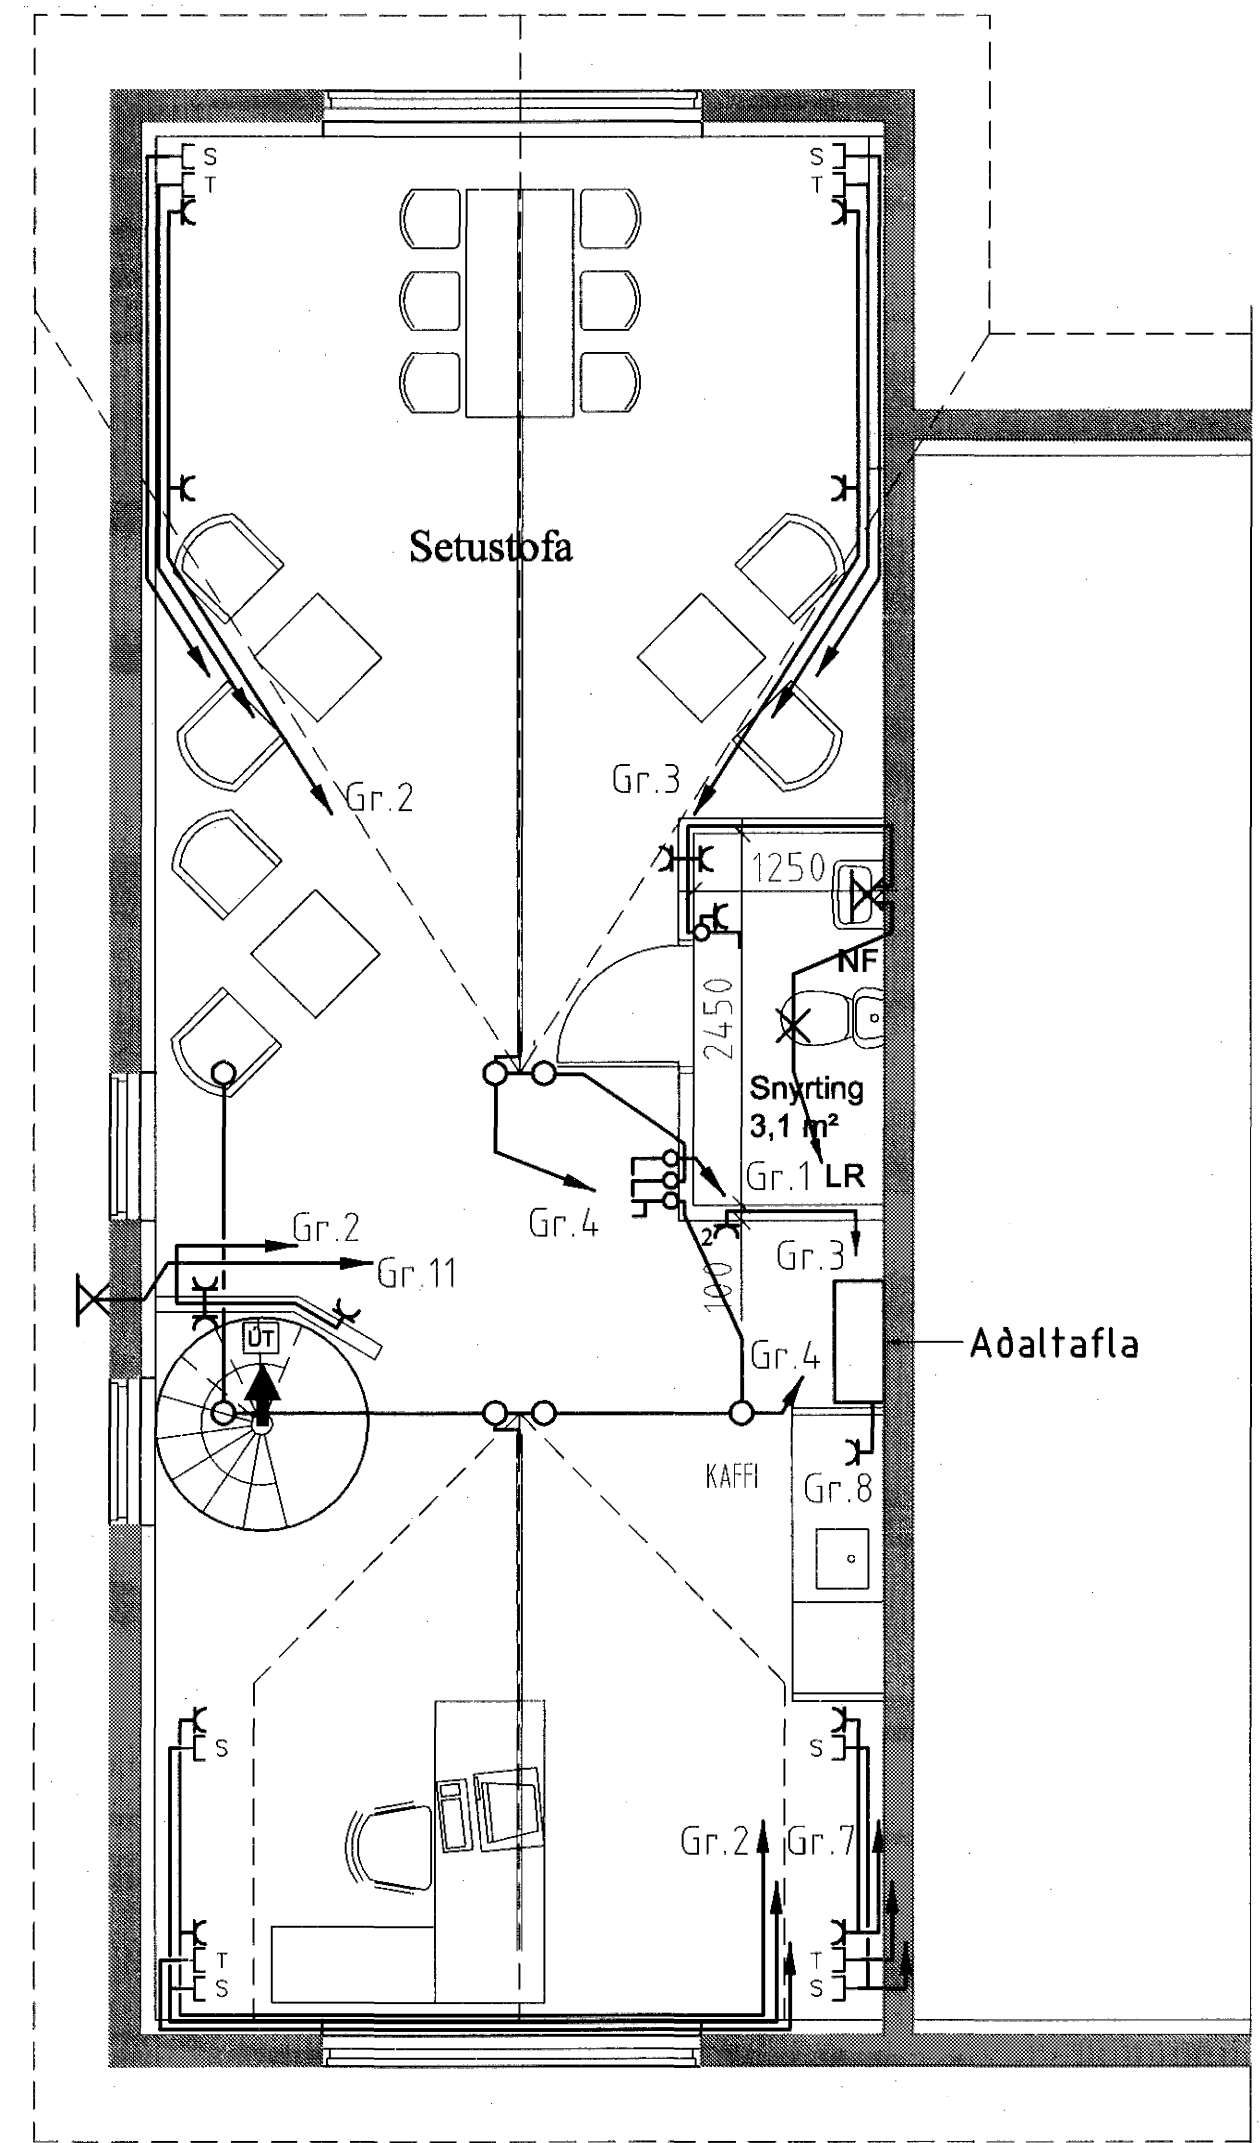 S
S
T
T
Setustofa
Gr.2
Gr.3
1250
NF
2450
Snyrting
3,1 m²
Gr.1
LR
Gr.4
Gr.2
2
Gr.3
Gr.11
100
ÚT
Gr.4
Aðaltafla
KAFFI
Gr.8
S
S
Gr.2
Gr.7
T
T
S
S